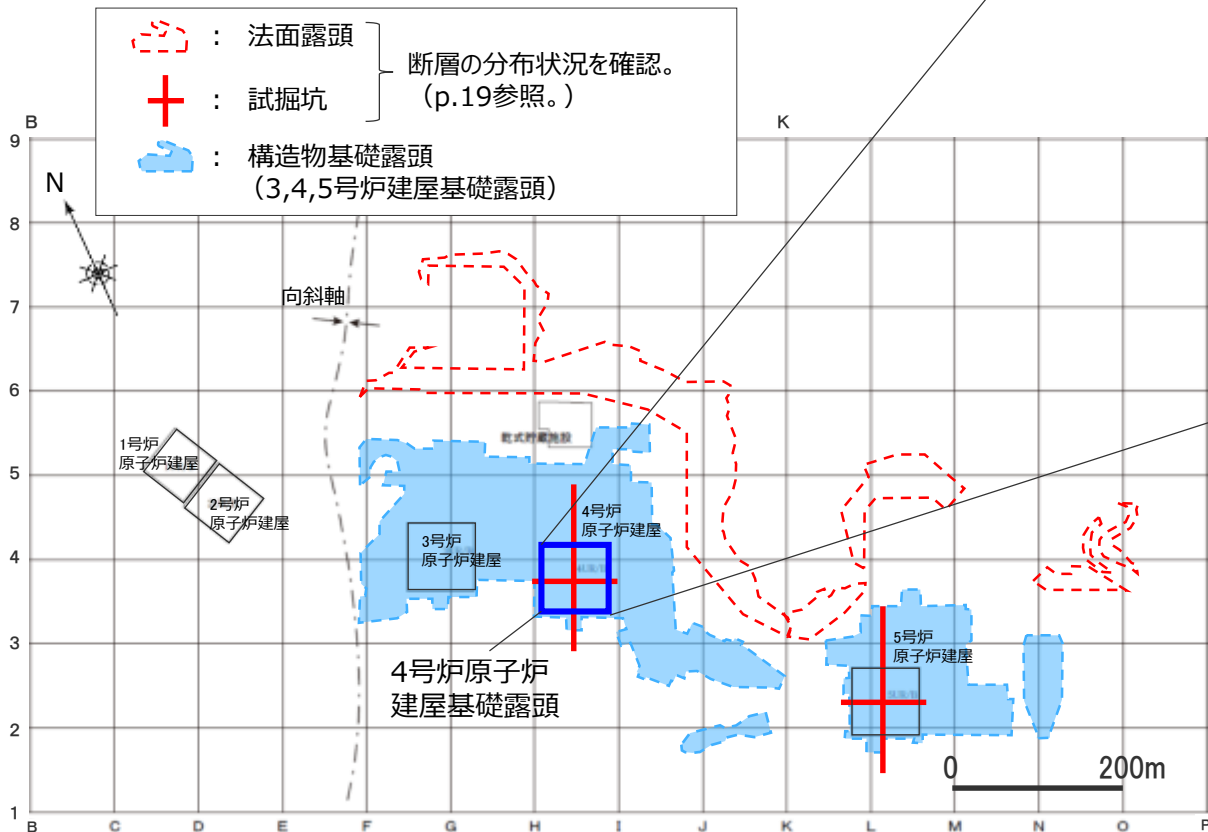 ： 法面露頭
： 試掘坑
断層の分布状況を確認。
（p.19参照。）
： 構造物基礎露頭
（3,4,5号炉建屋基礎露頭）
B
K
9
8
7
6
5
4
3
2
1
N
向斜軸
乾式貯蔵施設
1号炉
原子炉建屋
2号炉
原子炉建屋
3号炉
原子炉建屋
4号炉
原子炉建屋
5号炉
原子炉建屋
4号炉原子炉
建屋基礎露頭
0 200m
B C D E F G H I J K L M N O P